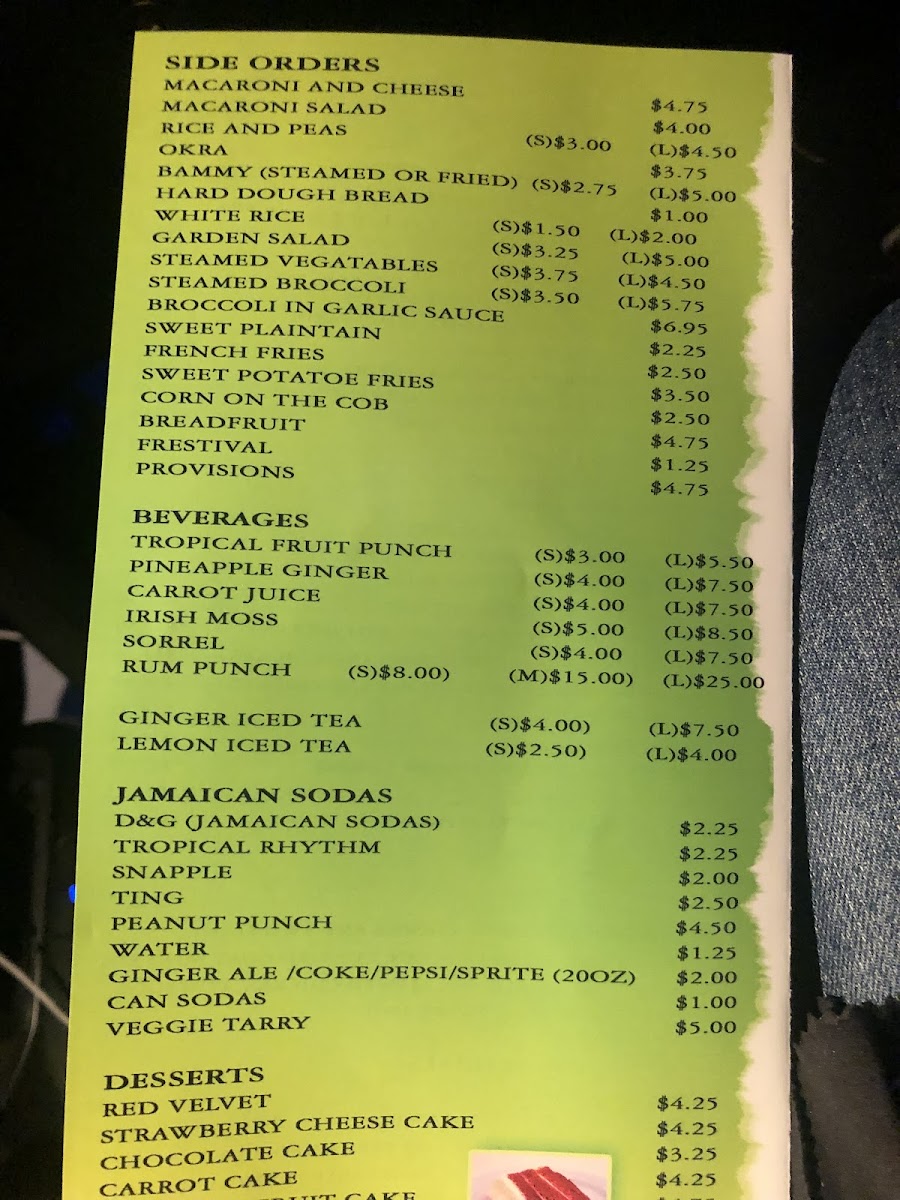 SIDE ORDERS
MACARONI AND CHEESE $4.75
MACARONI SALAD $4.00
RICE AND PEAS (S)$3.00 (L)$4.50
OKRA $3.75
BAMMY (STEAMED OR FRIED) (S)$2.75 (L)$5.00
HARD DOUGH BREAD $1.00
WHITE RICE (S)$1.50 (L)$2.00
GARDEN SALAD (S)$3.25 (L)$5.00
STEAMED VEGATABLES (S)$3.75 (L)$4.50
STEAMED BROCCOLI (S)$3.50 (L)$5.75
BROCCOLI IN GARLIC SAUCE $6.95
SWEET PLAINTAIN $2.25
FRENCH FRIES $2.50
SWEET POTATOE FRIES $3.50
CORN ON THE COB $2.50
BREADFRUIT $4.75
FRESTIVAL $1.25
PROVISIONS $4.75
BEVERAGES
TROPICAL FRUIT PUNCH (S)$3.00 (L)$5.50
PINEAPPLE GINGER (S)$4.00 (L)$7.50
CARROT JUICE (S)$4.00 (L)$7.50
IRISH MOSS (S)$5.00 (L)$8.50
SORREL (S)$4.00 (L)$7.50
RUM PUNCH (S)$8.00) (M)$15.00) (L)$25.00
GINGER ICED TEA (S)$4.00) (L)$7.50
LEMON ICED TEA (S)$2.50) (L)$4.00
JAMAICAN SODAS
D&G (JAMAICAN SODAS) $2.25
TROPICAL RHYTHM $2.25
SNAPPLE $2.00
TING $2.50
PEANUT PUNCH $4.50
WATER $1.25
GINGER ALE /COKE/PEPSI/SPRITE (20OZ) $2.00
CAN SODAS $1.00
VEGGIE TARRY $5.00
DESSERTS
RED VELVET $4.25
STRAWBERRY CHEESE CAKE $4.25
CHOCOLATE CAKE $3.25
CARROT CAKE $4.25
CAKE